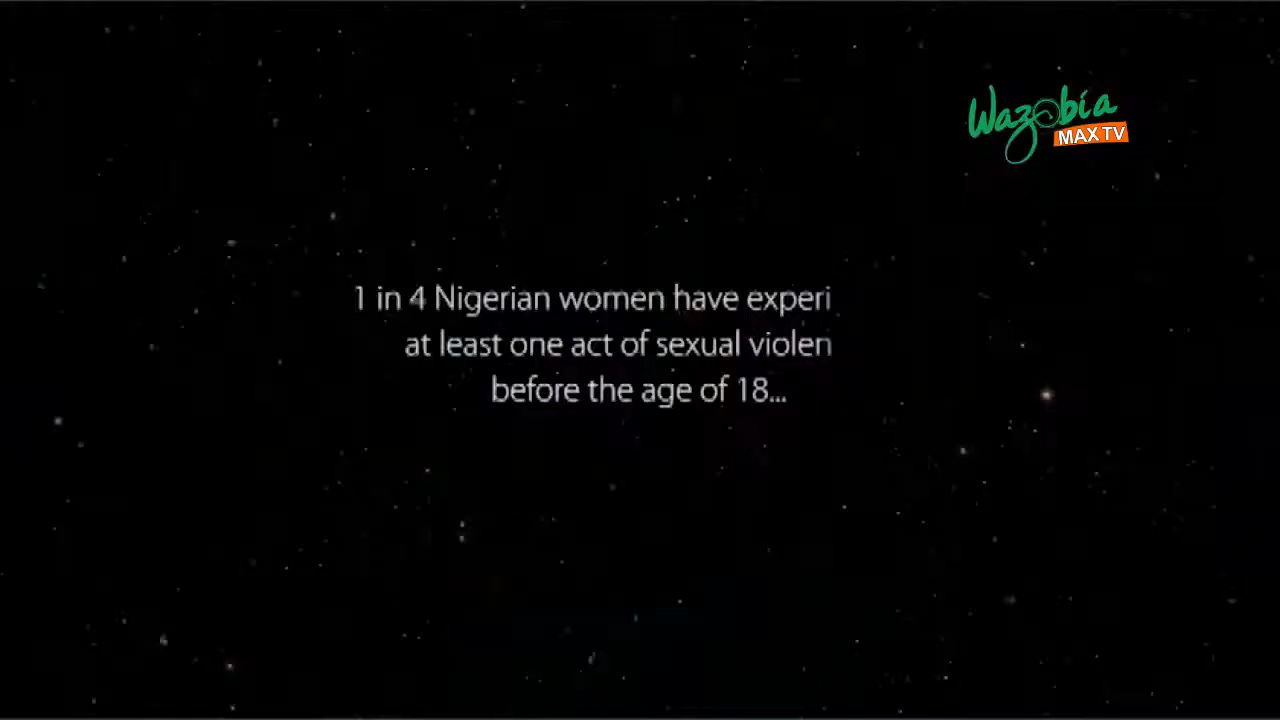 Wazobia
MAX TV
1 in 4 Nigerian women have experi
at least one act of sexual violen
before the age of 18...